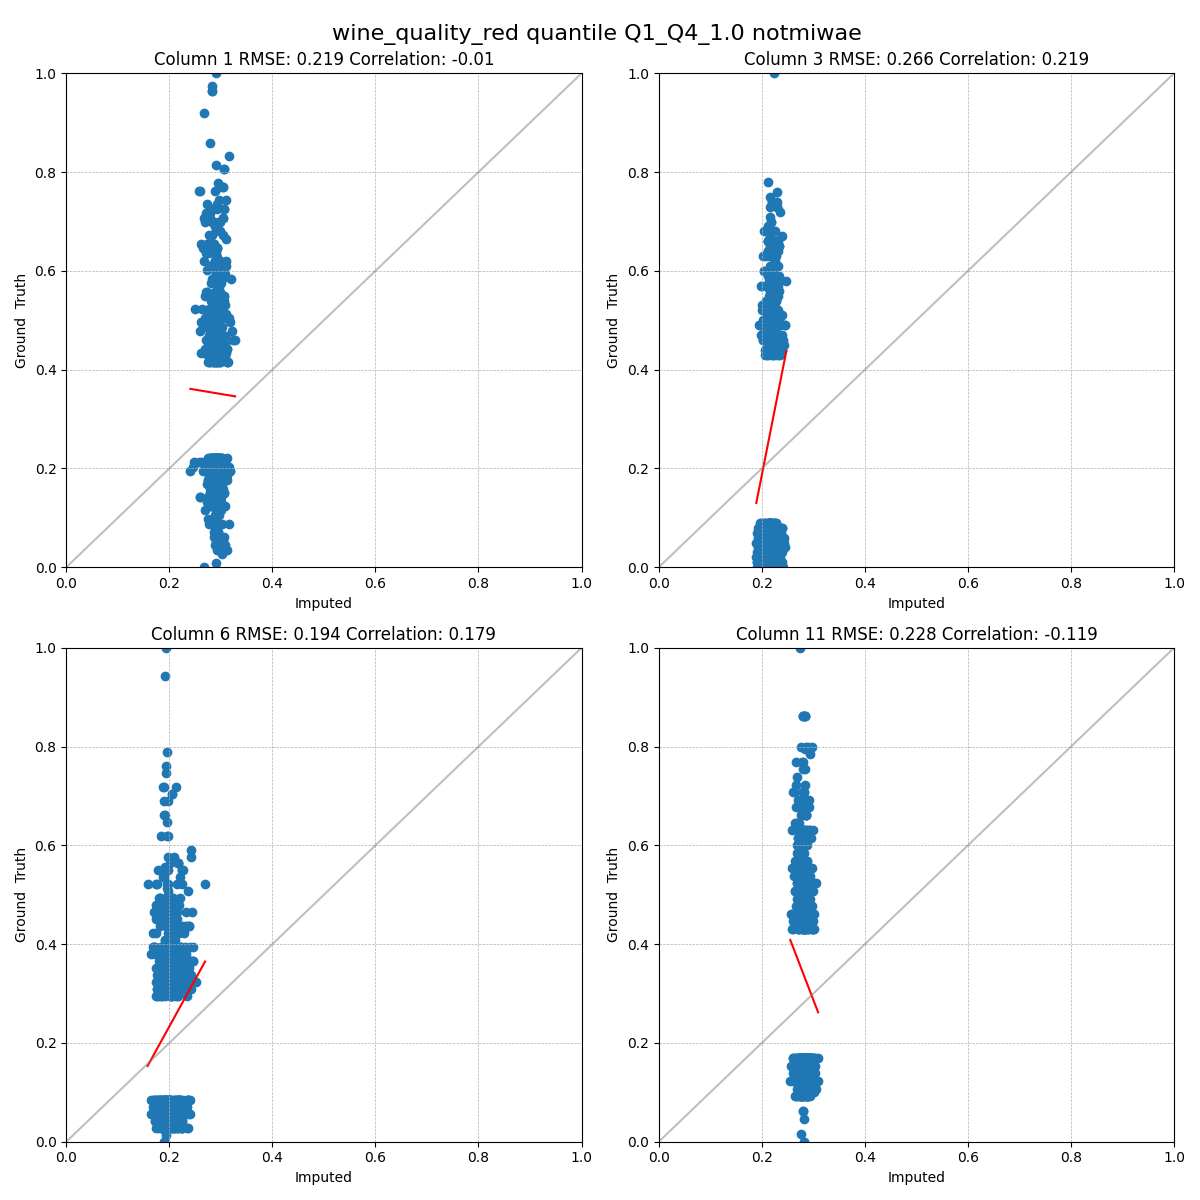 wine_quality_red quantile Q1_Q4_1.0 notmiwae
Column 1 RMSE: 0.219 Correlation: -0.01
1.0
0.8
0.6
0.4
0.2
0.0
Ground Truth
0.0 0.2 0.4 0.6 0.8 1.0
Imputed
Column 3 RMSE: 0.266 Correlation: 0.219
1.0
0.8
0.6
0.4
0.2
0.0
Ground Truth
0.0 0.2 0.4 0.6 0.8 1.0
Imputed
Column 6 RMSE: 0.194 Correlation: 0.179
1.0
0.8
0.6
0.4
0.2
0.0
Ground Truth
0.0 0.2 0.4 0.6 0.8 1.0
Imputed
Column 11 RMSE: 0.228 Correlation: -0.119
1.0
0.8
0.6
0.4
0.2
0.0
Ground Truth
0.0 0.2 0.4 0.6 0.8 1.0
Imputed